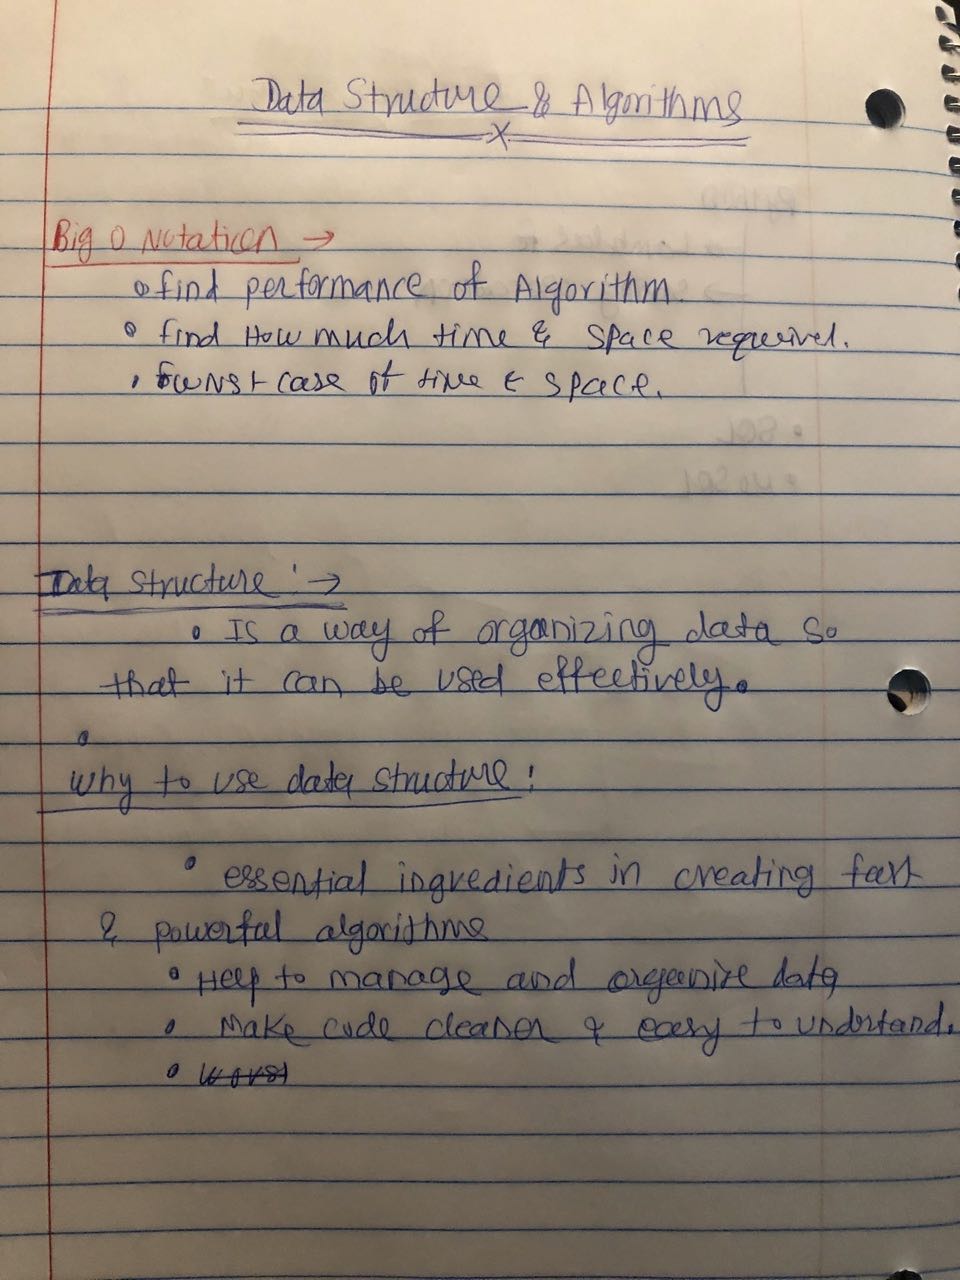 Data Structure & Algorithms
x
Big O Notation →
• find performance of Algorithm.
• find How much time & space required.
• worst case of time & space.
Data structure :→
• Is a way of organizing data so
that it can be used effectively.
•
Why to use data structure :
• essential ingredients in creating fast
& powerful algorithms
• Help to manage and organize data
• Make code cleaner & easy to understand.
• worst